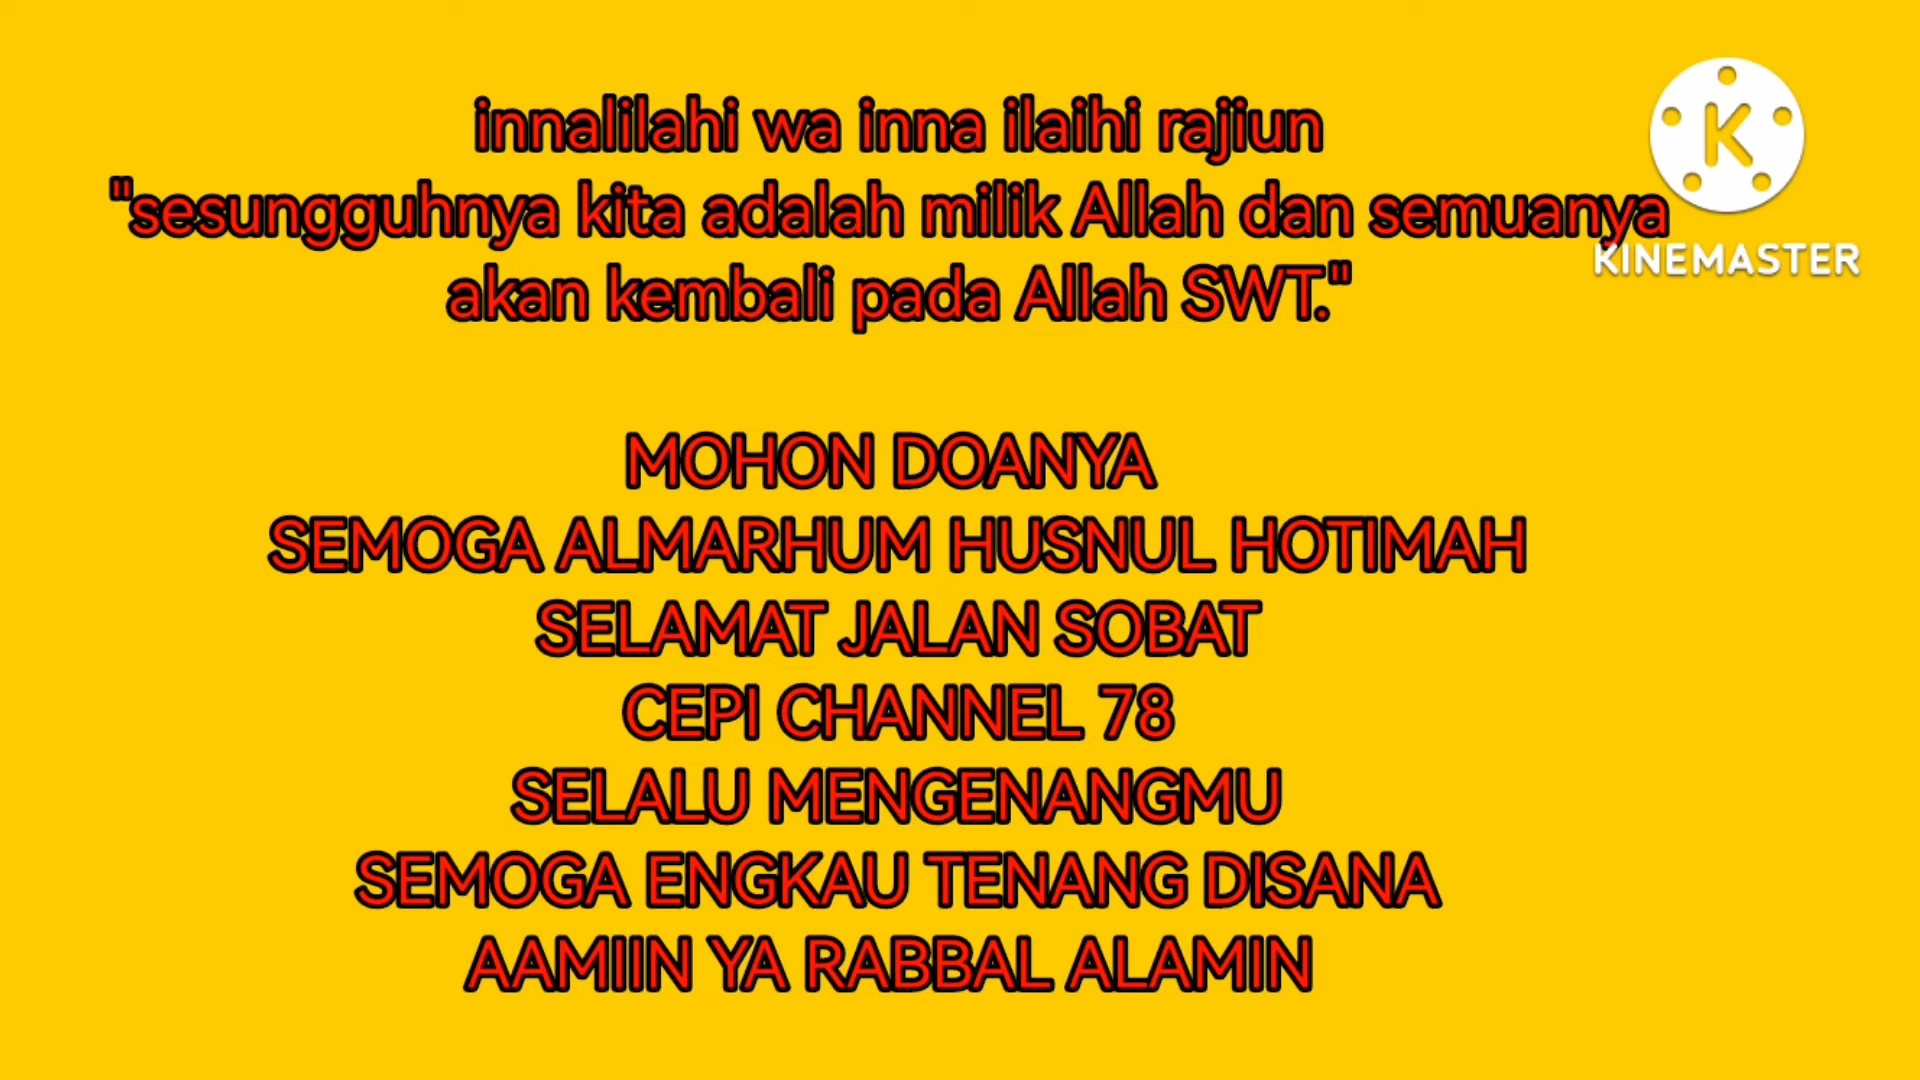 innalilahi wa inna ilaihi rajiun
"sesungguhnya kita adalah milik Allah dan semuanya
akan kembali pada Allah SWT."
MOHON DOANYA
SEMOGA ALMARHUM HUSNUL HOTIMAH
SELAMAT JALAN SOBAT
CEPI CHANNEL 78
SELALU MENGENANGMU
SEMOGA ENGKAU TENANG DISANA
AAMIIN YA RABBAL ALAMIN
K
KINEMASTER